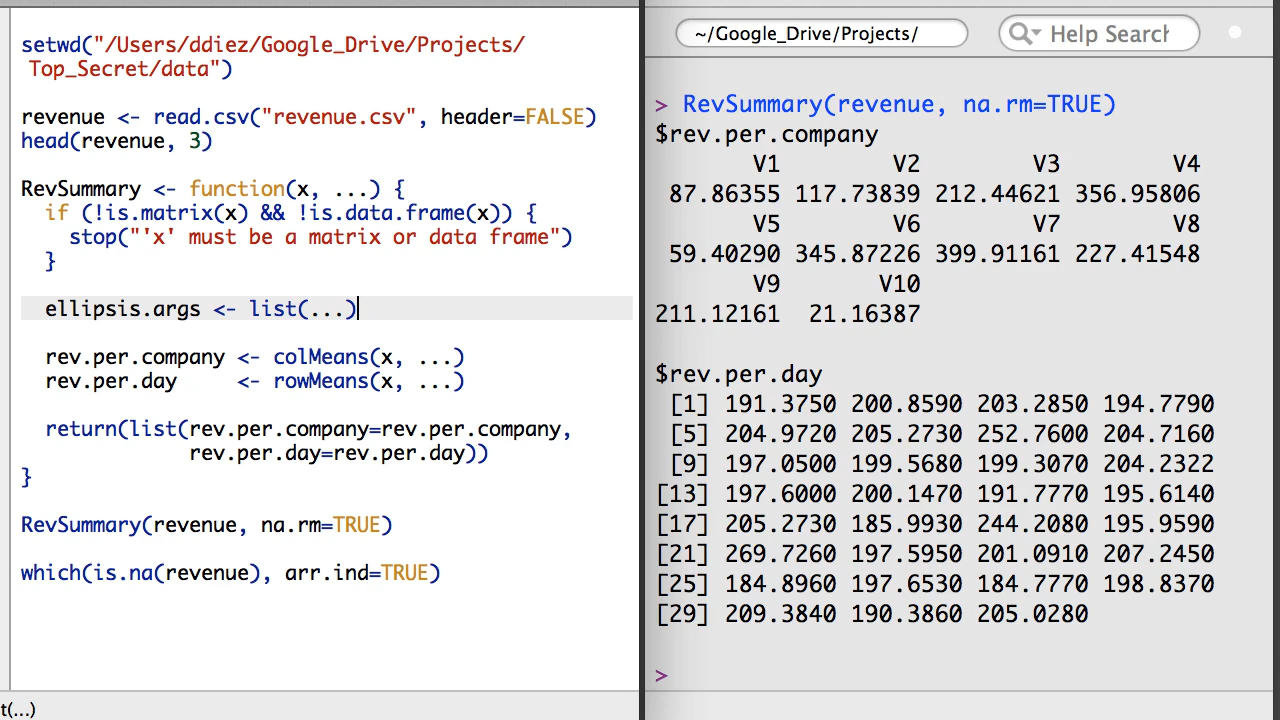 setwd("/Users/ddiez/Google_Drive/Projects/
Top_Secret/data")
revenue <- read.csv("revenue.csv", header=FALSE)
head(revenue, 3)
RevSummary <- function(x, ...) {
if (!is.matrix(x) && !is.data.frame(x)) {
stop("'x' must be a matrix or data frame")
}
ellipsis.args <- list(...)
rev.per.company <- colMeans(x, ...)
rev.per.day <- rowMeans(x, ...)
return(list(rev.per.company=rev.per.company,
rev.per.day=rev.per.day))
}
RevSummary(revenue, na.rm=TRUE)
which(is.na(revenue), arr.ind=TRUE)
t(...)
~/Google_Drive/Projects/
Help Search
> RevSummary(revenue, na.rm=TRUE)
$rev.per.company
V1 V2 V3 V4
87.86355 117.73839 212.44621 356.95806
V5 V6 V7 V8
59.40290 345.87226 399.91161 227.41548
V9 V10
211.12161 21.16387
$rev.per.day
[1] 191.3750 200.8590 203.2850 194.7790
[5] 204.9720 205.2730 252.7600 204.7160
[9] 197.0500 199.5680 199.3070 204.2322
[13] 197.6000 200.1470 191.7770 195.6140
[17] 205.2730 185.9930 244.2080 195.9590
[21] 269.7260 197.5950 201.0910 207.2450
[25] 184.8960 197.6530 184.7770 198.8370
[29] 209.3840 190.3860 205.0280
>